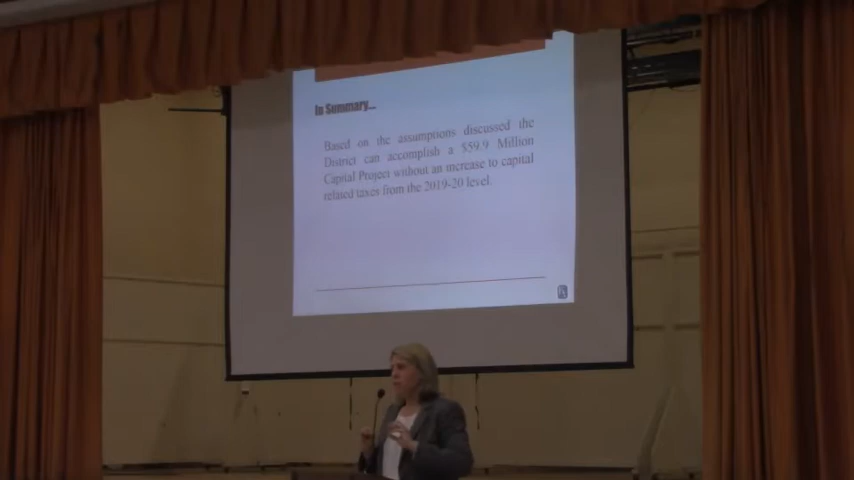 In Summary...
Based on the assumptions discussed the
District can accomplish a $59.9 Million
Capital Project without an increase to capital
related taxes from the 2019-20 level.